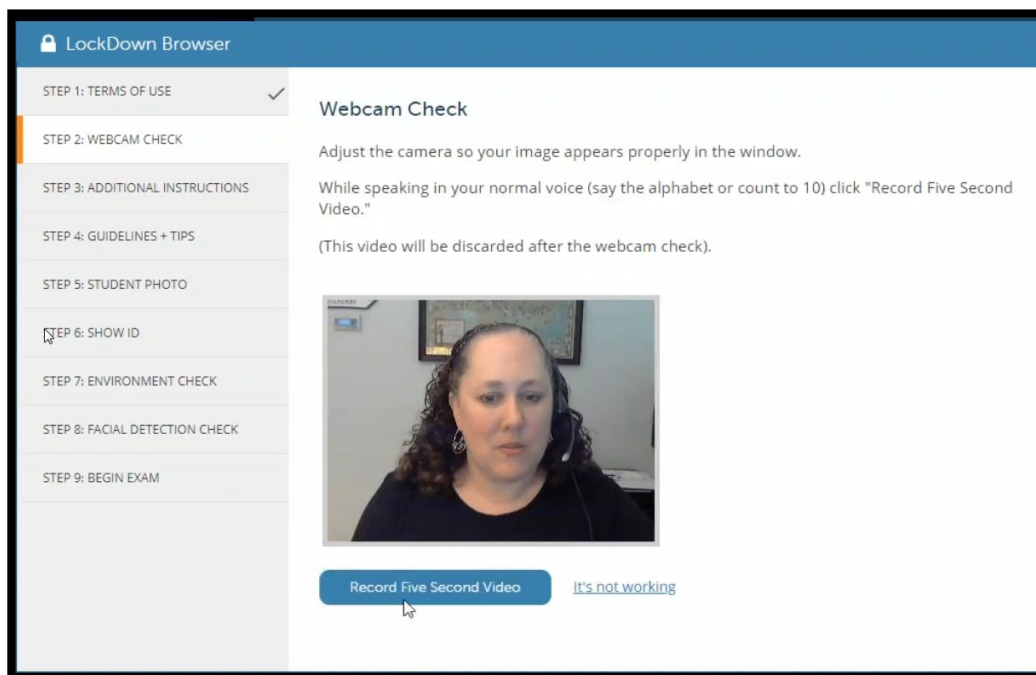 LockDown Browser
STEP 1: TERMS OF USE
STEP 2: WEBCAM CHECK
STEP 3: ADDITIONAL INSTRUCTIONS
STEP 4: GUIDELINES + TIPS
STEP 5: STUDENT PHOTO
STEP 6: SHOW ID
STEP 7: ENVIRONMENT CHECK
STEP 8: FACIAL DETECTION CHECK
STEP 9: BEGIN EXAM
Webcam Check
Adjust the camera so your image appears properly in the window.
While speaking in your normal voice (say the alphabet or count to 10) click "Record Five Second
Video."
(This video will be discarded after the webcam check).
Record Five Second Video
It's not working